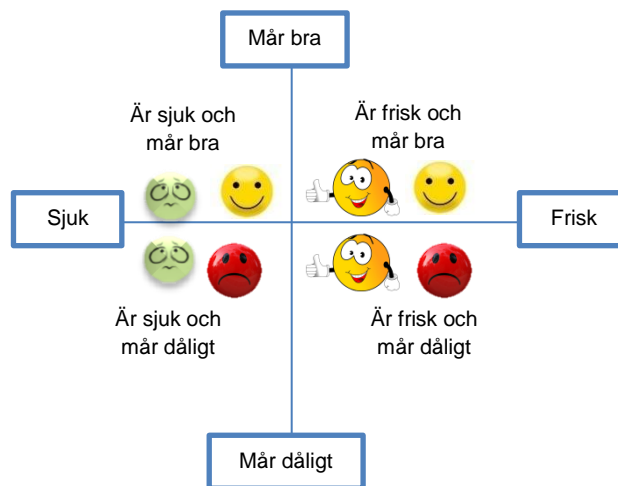 Mår bra
Är sjuk och
mår bra
Är frisk och
mår bra
Sjuk
Frisk
Är sjuk och
mår dåligt
Är frisk och
mår dåligt
Mår dåligt